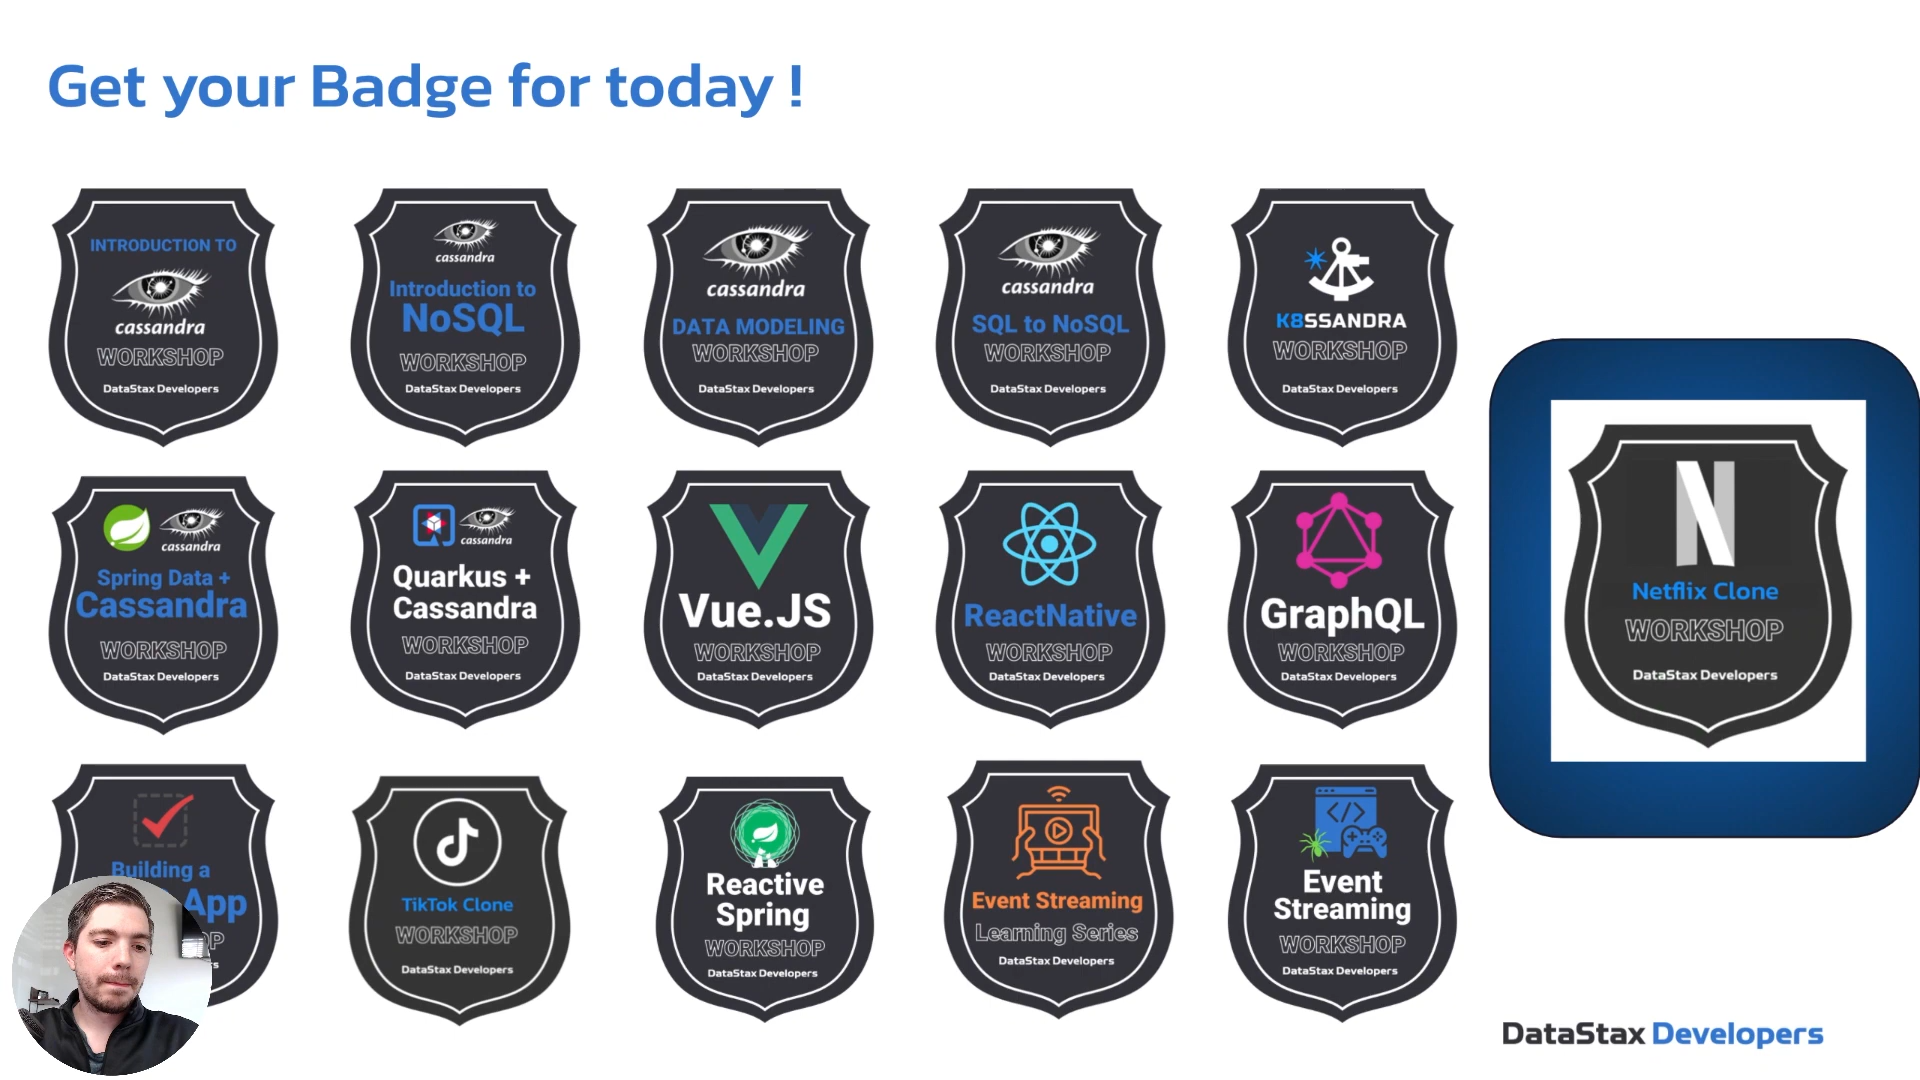 Get your Badge for today !
INTRODUCTION TO
cassandra
WORKSHOP
DataStax Developers
cassandra
Introduction to
NoSQL
WORKSHOP
DataStax Developers
cassandra
DATA MODELING
WORKSHOP
DataStax Developers
cassandra
SQL to NoSQL
WORKSHOP
DataStax Developers
K8SSANDRA
WORKSHOP
DataStax Developers
cassandra
Spring Data +
Cassandra
WORKSHOP
DataStax Developers
cassandra
Quarkus +
Cassandra
WORKSHOP
DataStax Developers
Vue.JS
WORKSHOP
DataStax Developers
ReactNative
WORKSHOP
DataStax Developers
GraphQL
WORKSHOP
DataStax Developers
N
Netflix Clone
WORKSHOP
DataStax Developers
Building a
App
TikTok Clone
WORKSHOP
DataStax Developers
Reactive
Spring
WORKSHOP
DataStax Developers
Event Streaming
Learning Series
DataStax Developers
</>
Event
Streaming
WORKSHOP
DataStax Developers
DataStax Developers